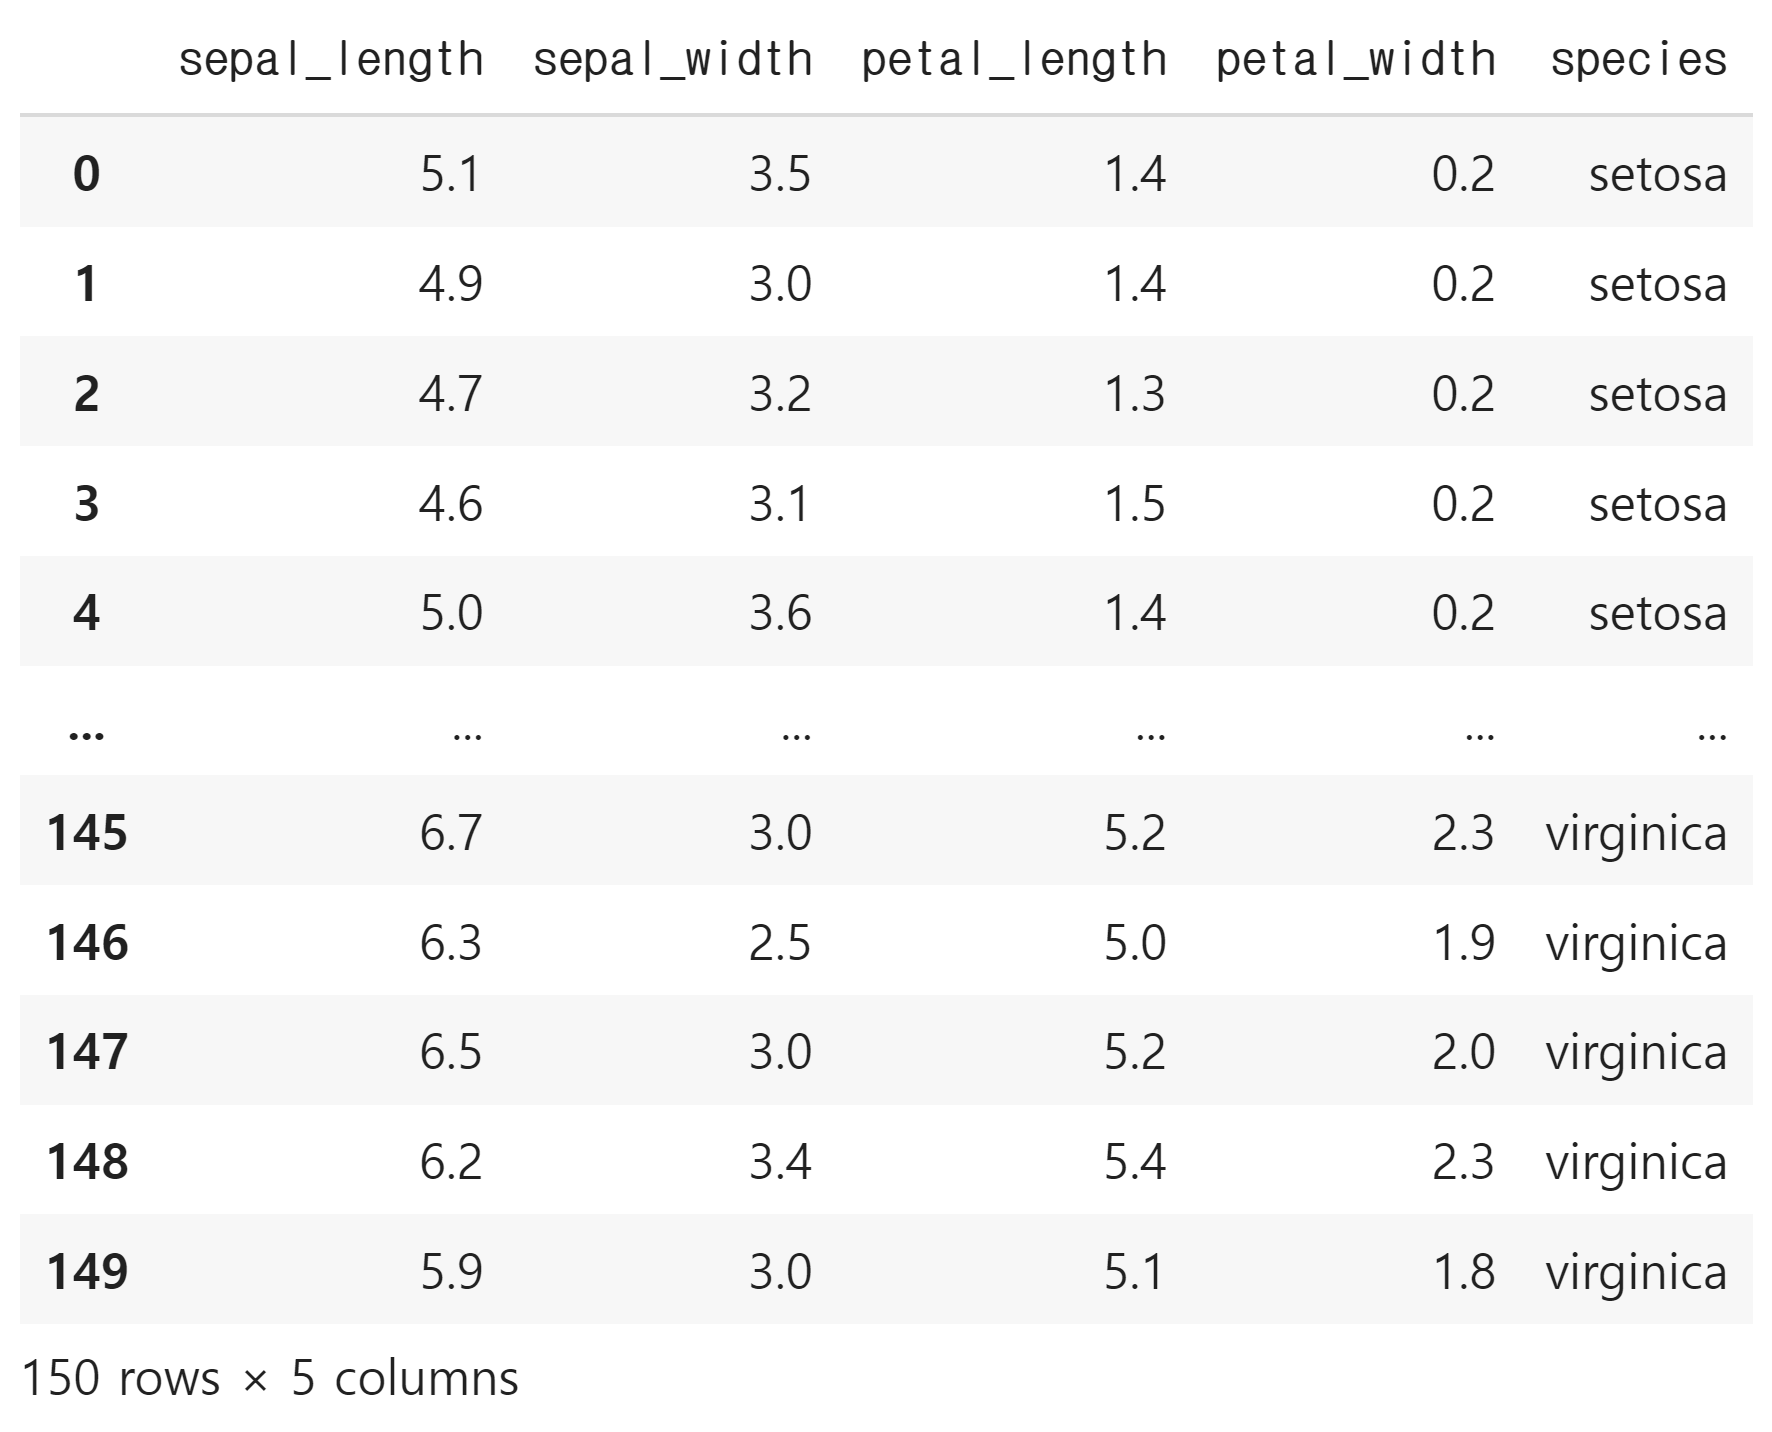 sepal_length sepal_width petal_length petal_width species
0 5.1 3.5 1.4 0.2 setosa
1 4.9 3.0 1.4 0.2 setosa
2 4.7 3.2 1.3 0.2 setosa
3 4.6 3.1 1.5 0.2 setosa
4 5.0 3.6 1.4 0.2 setosa
... ... ... ... ... ...
145 6.7 3.0 5.2 2.3 virginica
146 6.3 2.5 5.0 1.9 virginica
147 6.5 3.0 5.2 2.0 virginica
148 6.2 3.4 5.4 2.3 virginica
149 5.9 3.0 5.1 1.8 virginica
150 rows × 5 columns